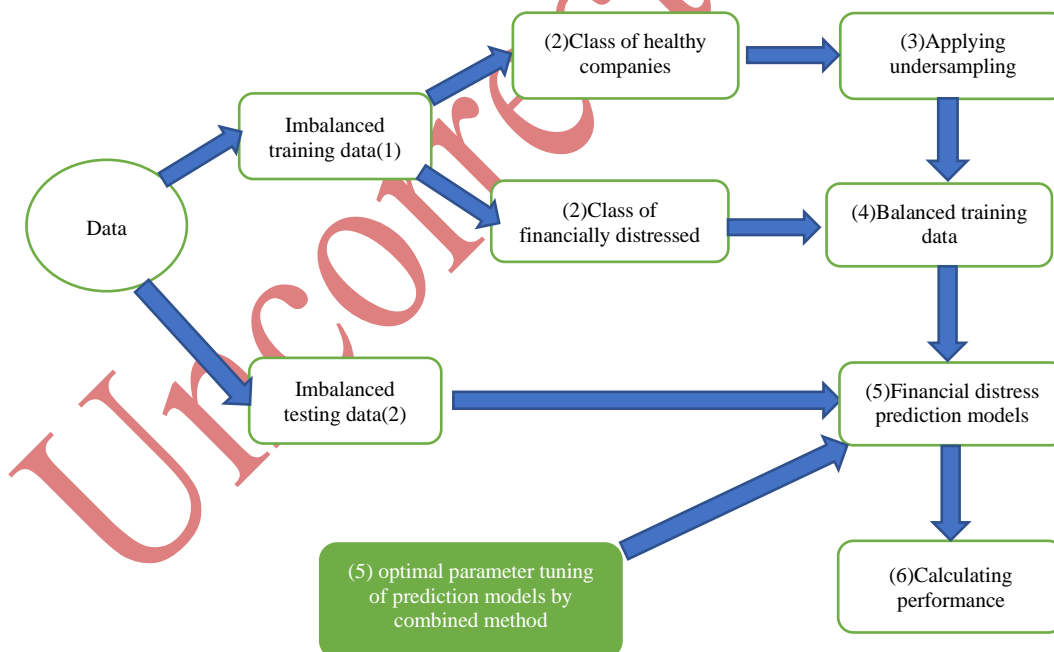 (2)Class of healthy
companies
(3)Applying
undersampling
Imbalanced
training data(1)
Data
(2)Class of
financially distressed
(4)Balanced training
data
Imbalanced
testing data(2)
(5)Financial distress
prediction models
(5) optimal parameter tuning
of prediction models by
combined method
(6)Calculating
performance
Uncorre